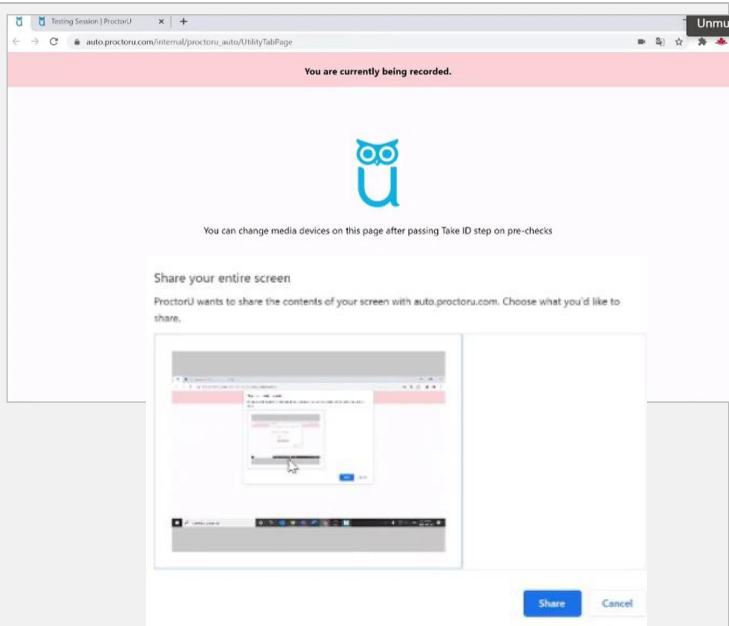 Testing Session | ProctorU
Unmu
auto.proctoru.com/internal/proctoru_auto/UtilityTabPage
You are currently being recorded.
You can change media devices on this page after passing Take ID step on pre-checks
Share your entire screen
ProctorU wants to share the contents of your screen with auto.proctoru.com. Choose what you'd like to
share.
Share
Cancel